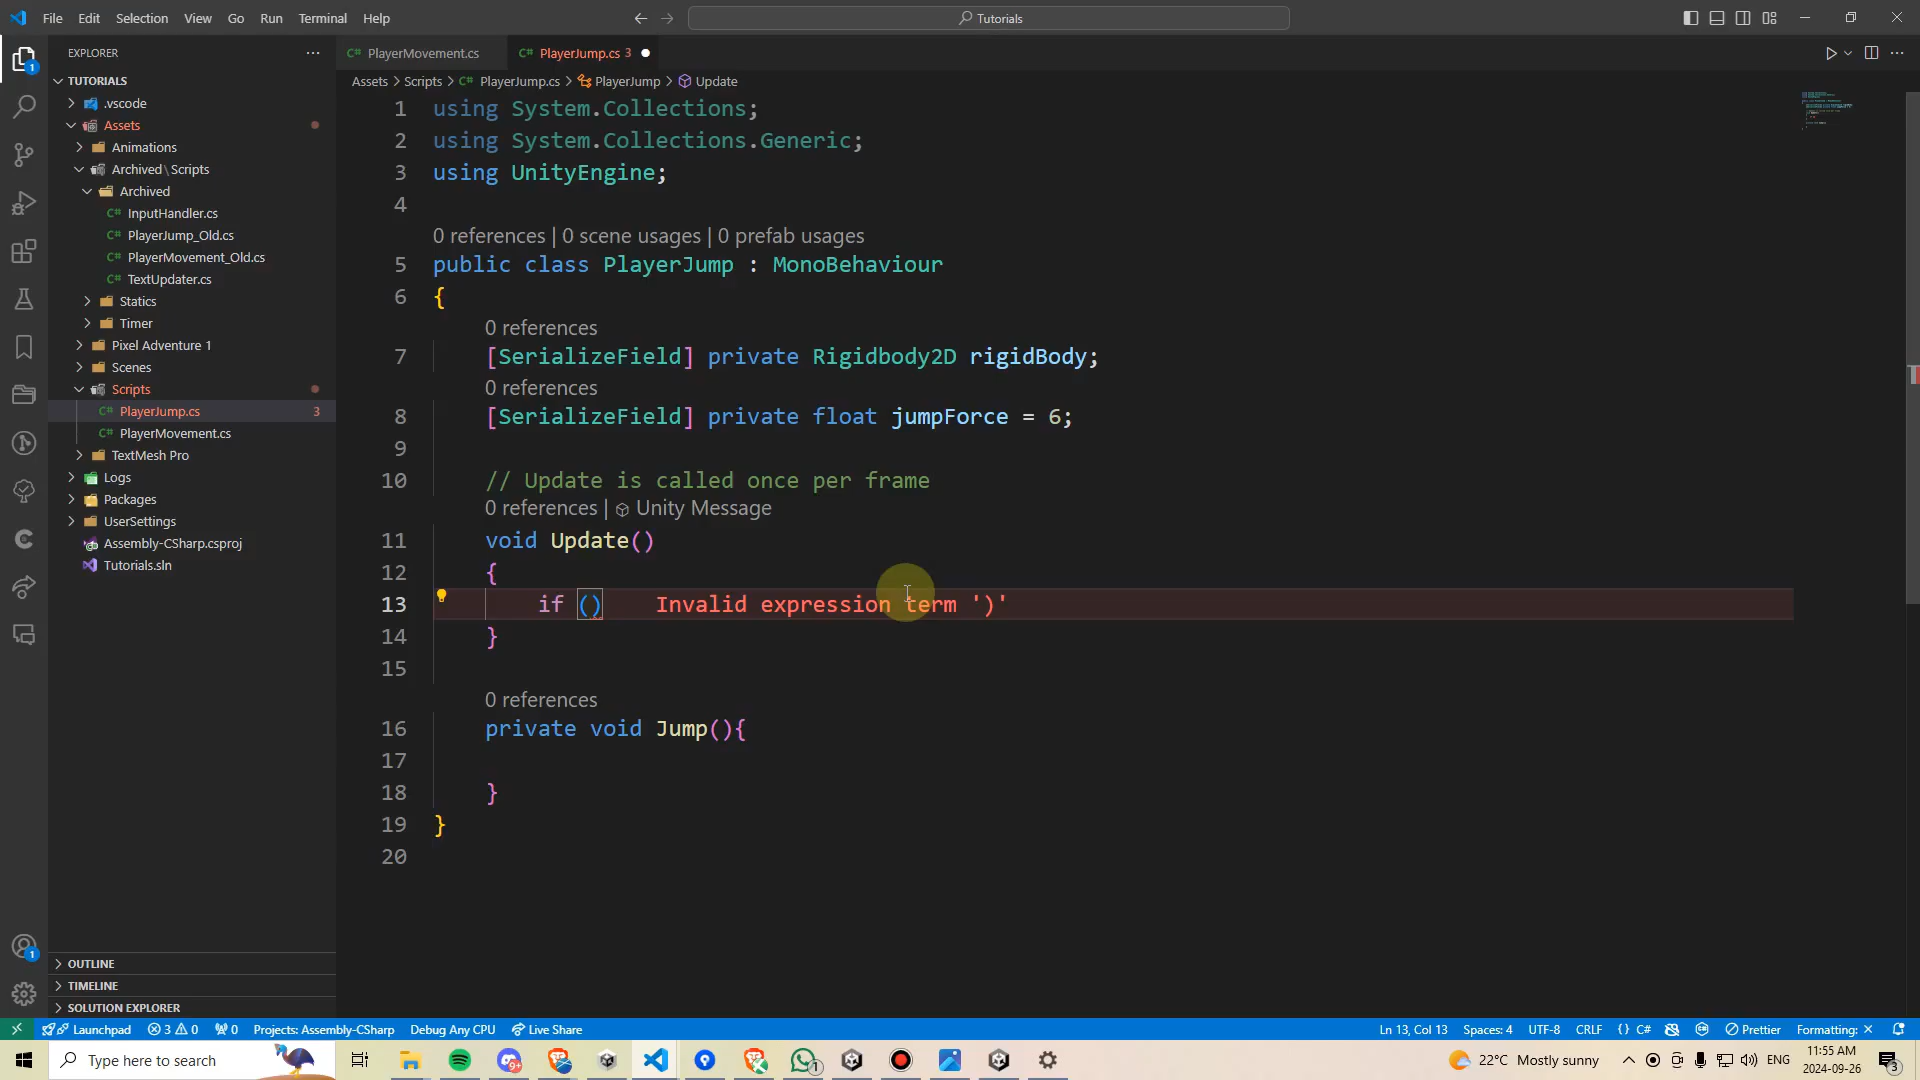 File Edit Selection View Go Run Terminal Help
Tutorials
EXPLORER
PlayerMovement.cs
PlayerJump.cs 3
TUTORIALS
Assets > Scripts > PlayerJump.cs > PlayerJump > Update
.vscode
Assets
Animations
Archived \ Scripts
Archived
InputHandler.cs
PlayerJump_Old.cs
PlayerMovement_Old.cs
TextUpdater.cs
Statics
Timer
Pixel Adventure 1
Scenes
Scripts
PlayerJump.cs 3
PlayerMovement.cs
TextMesh Pro
Logs
Packages
UserSettings
Assembly-CSharp.csproj
Tutorials.sln
OUTLINE
TIMELINE
SOLUTION EXPLORER
1 using System.Collections;
2 using System.Collections.Generic;
3 using UnityEngine;
4
0 references | 0 scene usages | 0 prefab usages
5 public class PlayerJump : MonoBehaviour
6 {
0 references
7 [SerializeField] private Rigidbody2D rigidBody;
0 references
8 [SerializeField] private float jumpForce = 6;
9
10 // Update is called once per frame
0 references | Unity Message
11 void Update()
12 {
13 if () Invalid expression term ')'
14 }
15
0 references
16 private void Jump(){
17
18 }
19 }
20
1
1
Launchpad 3 0 0 Projects: Assembly-CSharp Debug Any CPU Live Share Ln 13, Col 13 Spaces: 4 UTF-8 CRLF { } C# Prettier Formatting: ×
Type here to search 9+ 1 22°C Mostly sunny ENG 11:55 AM
2024-09-26 3